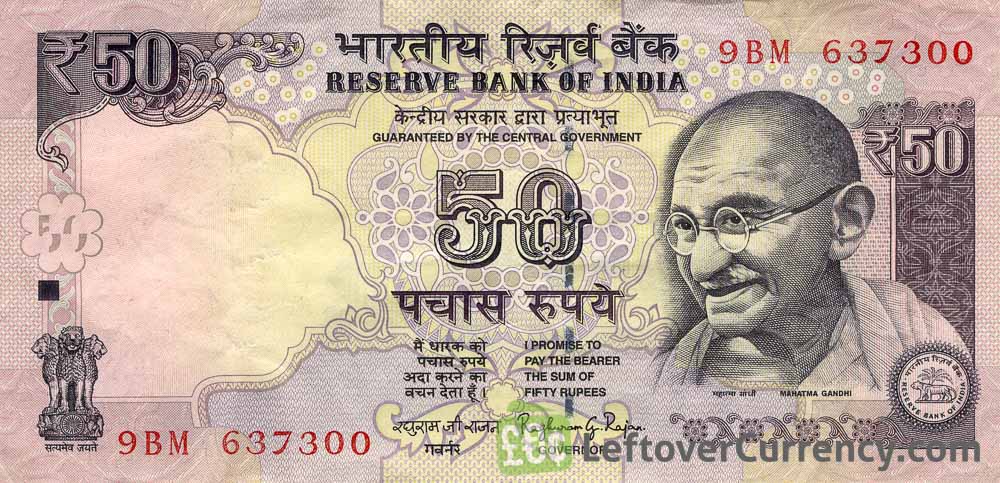 ₹50
भारतीय रिज़र्व बैंक
9BM 637300
RESERVE BANK OF INDIA
केन्द्रीय सरकार द्वारा प्रत्याभूत
GUARANTEED BY THE CENTRAL GOVERNMENT
₹50
50
पचास रुपये
मैं धारक को
पचास रुपये
अदा करने का
वचन देता हूँ।
I PROMISE TO
PAY THE BEARER
THE SUM OF
FIFTY RUPEES
महात्मा गांधी
MAHATMA GANDHI
भारतीय रिज़र्व बैंक
RESERVE BANK OF INDIA
सत्यमेव जयते
9BM 637300
रघुराम जी राजन
Raghuram G. Rajan
गवर्नर
GOVERNOR
LeftoverCurrency.com